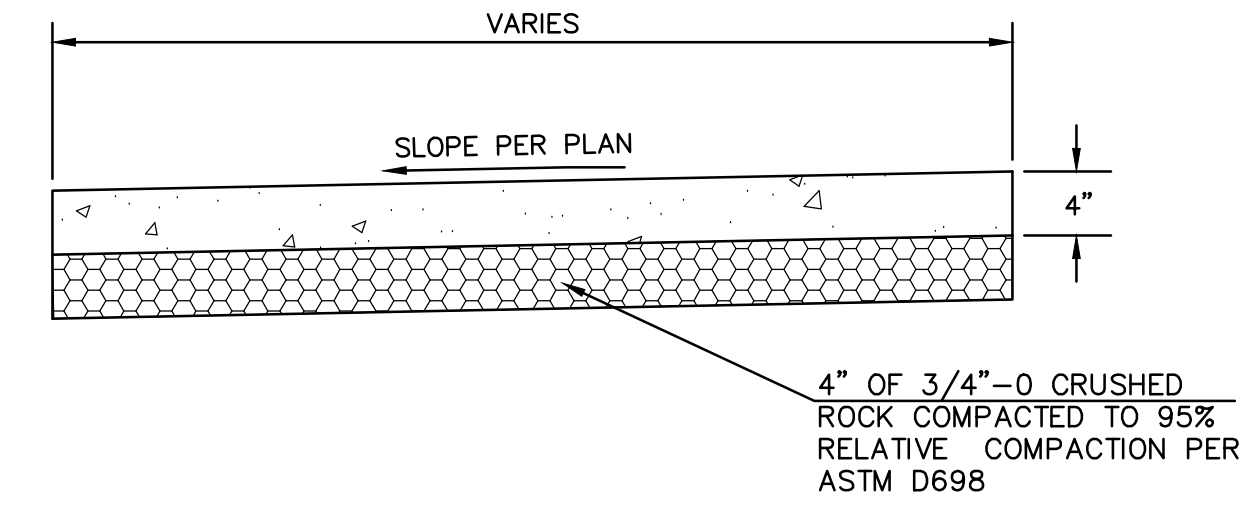 VARIES
SLOPE PER PLAN
4”
4” OF 3/4”-0 CRUSHED
ROCK COMPACTED TO 95%
RELATIVE COMPACTION PER
ASTM D698